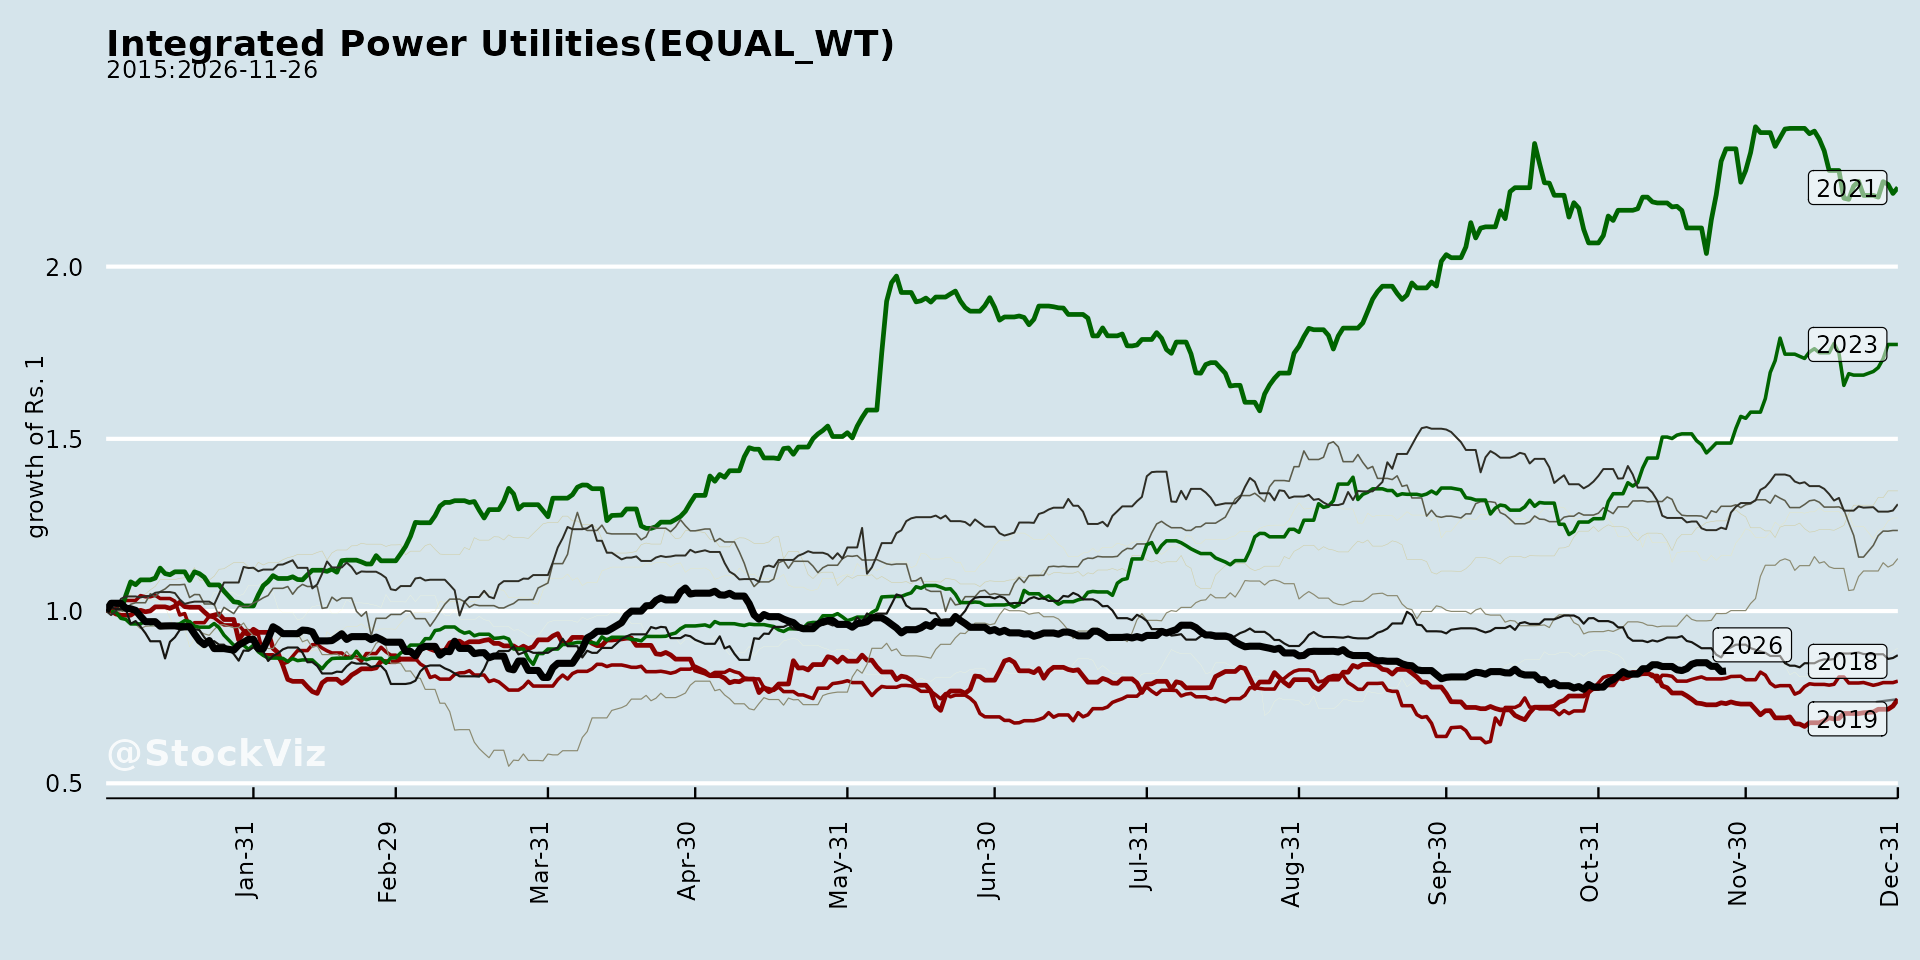 Integrated Power Utilities(EQUAL_WT)
2015:2026-11-26
growth of Rs. 1
2.0
1.5
1.0
0.5
2021
2023
2026
2018
2019
@StockViz
Jan-31
Feb-29
Mar-31
Apr-30
May-31
Jun-30
Jul-31
Aug-31
Sep-30
Oct-31
Nov-30
Dec-31